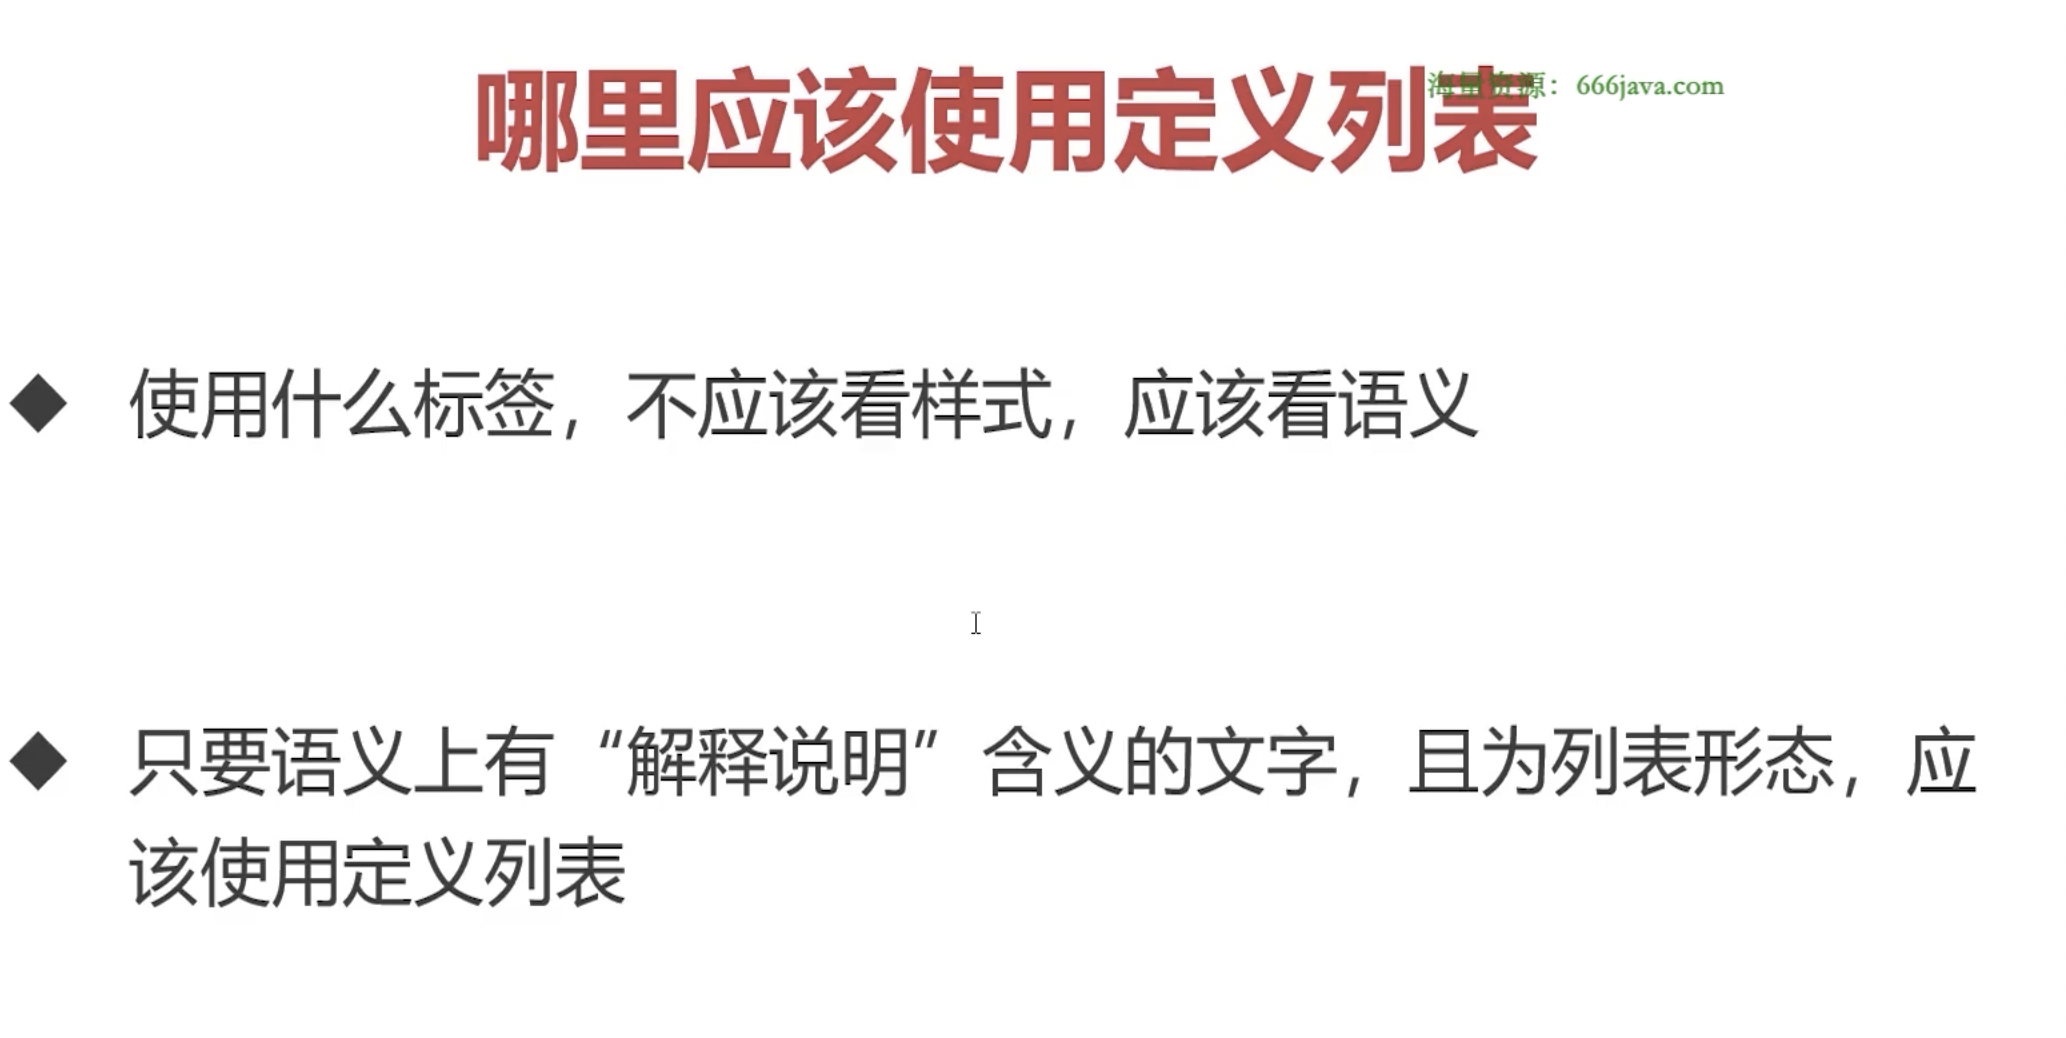 哪里应该使用定义列表
海量资源：666java.com
◆ 使用什么标签，不应该看样式，应该看语义
◆ 只要语义上有“解释说明”含义的文字，且为列表形态，应
该使用定义列表